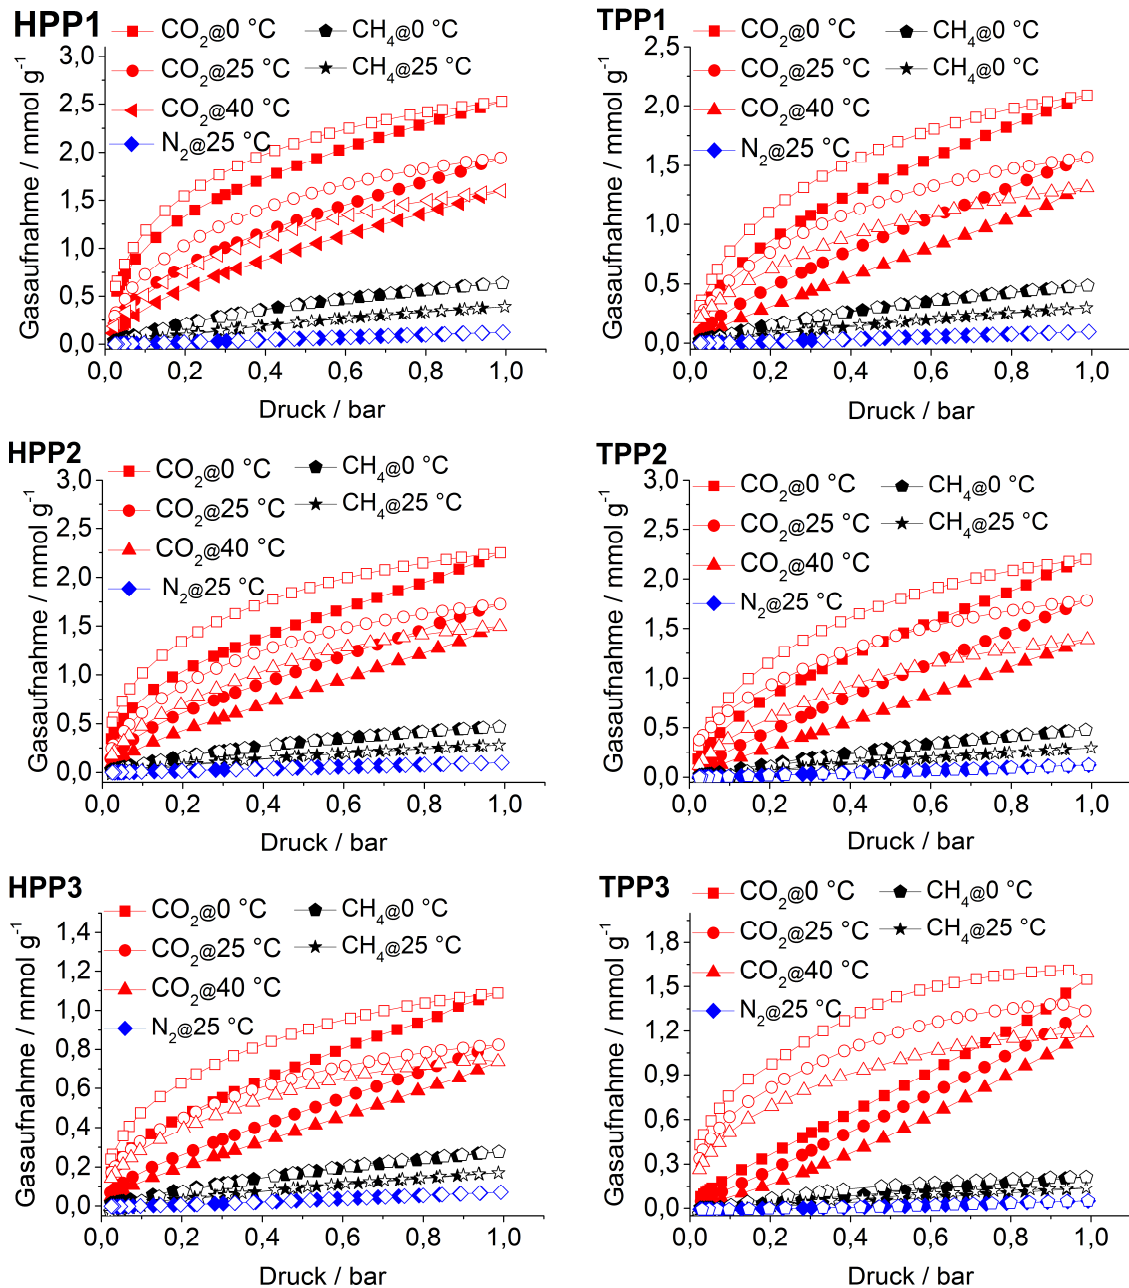 HPP1
CO2@0 °C CH4@0 °C
CO2@25 °C CH4@25 °C
CO2@40 °C
N2@25 °C
Gasaufnahme / mmol g-1
3,0
2,5
2,0
1,5
1,0
0,5
0,0
0,0 0,2 0,4 0,6 0,8 1,0
Druck / bar
TPP1
CO2@0 °C CH4@0 °C
CO2@25 °C CH4@0 °C
CO2@40 °C
N2@25 °C
Gasaufnahme / mmol g-1
2,5
2,0
1,5
1,0
0,5
0,0
0,0 0,2 0,4 0,6 0,8 1,0
Druck / bar
HPP2
CO2@0 °C CH4@0 °C
CO2@25 °C CH4@25 °C
CO2@40 °C
N2@25 °C
Gasaufnahme / mmol g-1
3,0
2,5
2,0
1,5
1,0
0,5
0,0
0,0 0,2 0,4 0,6 0,8 1,0
Druck / bar
TPP2
CO2@0 °C CH4@0 °C
CO2@25 °C CH4@25 °C
CO2@40 °C
N2@25 °C
Gasaufnahme / mmol g-1
3,0
2,5
2,0
1,5
1,0
0,5
0,0
0,0 0,2 0,4 0,6 0,8 1,0
Druck / bar
HPP3
CO2@0 °C CH4@0 °C
CO2@25 °C CH4@25 °C
CO2@40 °C
N2@25 °C
Gasaufnahme / mmol g-1
1,4
1,2
1,0
0,8
0,6
0,4
0,2
0,0
0,0 0,2 0,4 0,6 0,8 1,0
Druck / bar
TPP3
CO2@0 °C CH4@0 °C
CO2@25 °C CH4@25 °C
CO2@40 °C
N2@25 °C
Gasaufnahme / mmol g-1
1,8
1,5
1,2
0,9
0,6
0,3
0,0
0,0 0,2 0,4 0,6 0,8 1,0
Druck / bar